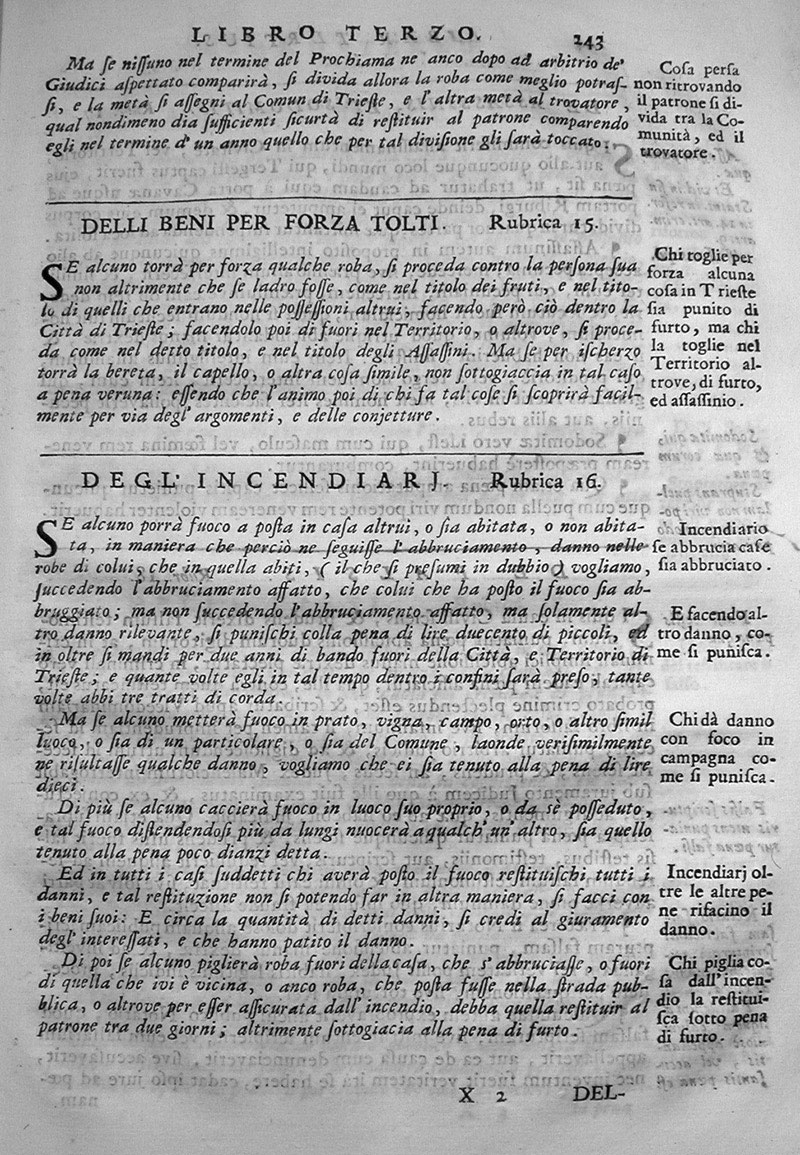 LIBRO TERZO. 243
Ma ſe niſſuno nel termine del Prochiama ne anco dopo ad arbitrio de'
Giudici aſpettato comparirà, ſi divida allora la roba come meglio potraſ-
ſi, e la metà ſi aſſegni al Comun di Trieſte, e l'altra metà al trovatore,
qual nondimeno dia ſufficienti ſicurtà di reſtituir al patrone comparendo
egli nel termine d'un anno quello che per tal diviſione gli ſarà toccato.
Coſa perſa
non ritrovando
il patrone ſi di-
vida tra la Co-
munità, ed il
trovatore.
DELLI BENI PER FORZA TOLTI. Rubrica 15.
SE alcuno torrà per forza qualche roba, ſi proceda contro la perſona ſua
non altrimente che ſe ladro foſſe, come nel titolo dei fruti, e nel tito-
lo di quelli che entrano nelle poſſeſſioni altrui, facendo però ciò dentro la
Città di Trieſte; facendolo poi di fuori nel Territorio, o altrove, ſi proce-
da come nel detto titolo, e nel titolo degli Aſſaſſini. Ma ſe per iſcherzo
torrà la bereta, il capello, o altra coſa ſimile, non ſottogiaccia in tal caſo
a pena veruna: eſſendo che l'animo poi di chi fa tal coſe ſi ſcoprirà facil-
mente per via degl'argomenti, e delle conjetture.
Chi toglie per
forza alcuna
coſa in Trieſte
ſia punito di
furto, ma chi
la toglie nel
Territorio al-
trove, di furto,
ed aſſaſſinio.
DEGL' INCENDIARJ. Rubrica 16.
SE alcuno porrà fuoco a poſta in caſa altrui, o ſia abitata, o non abita-
ta, in maniera che perciò ne ſeguiſſe l'abbruciamento, danno nelle
robe di colui, che in quella abiti, (il che ſi preſumi in dubbio) vogliamo,
ſuccedendo l'abbruciamento affatto, che colui che ha poſto il fuoco ſia ab-
bruggiato; ma non ſuccedendo l'abbruciamento affatto, ma ſolamente al-
tro danno rilevante, ſi puniſchi colla pena di lire duecento di piccoli, ed
in oltre ſi mandi per due anni di bando fuori della Città, e Territorio di
Trieſte; e quante volte egli in tal tempo dentro i confini ſarà preſo, tante
volte abbi tre tratti di corda.
Incendiario
ſe abbrucia caſe
ſia abbruciato.
E facendo al-
tro danno, co-
me ſi puniſca.
Ma ſe alcuno metterà fuoco in prato, vigna, campo, orto, o altro ſimil
luoco, o ſia di un particolare, o ſia del Comune, laonde veriſimilmente
ne riſultaſſe qualche danno, vogliamo che ei ſia tenuto alla pena di lire
dieci.
Chi dà danno
con foco in
campagna co-
me ſi puniſca.
Di più ſe alcuno caccierà fuoco in luoco ſuo proprio, o da sè poſſeduto,
e tal fuoco diſtendendoſi più da lungi nuocerà a qualch'un'altro, ſia quello
tenuto alla pena poco dianzi detta.
Ed in tutti i caſi ſuddetti chi averà poſto il fuoco reſtituiſchi tutti i
danni, e tal reſtituzione non ſi potendo far in altra maniera, ſi facci con
i beni ſuoi: E circa la quantità di detti danni, ſi credi al giuramento
degl'intereſſati, e che hanno patito il danno.
Incendiarj ol-
tre le altre pe-
ne rifacino il
danno.
Di poi ſe alcuno piglierà roba fuori della caſa, che s'abbruciaſſe, o fuori
di quella che ivi è vicina, o anco roba, che poſta fuſſe nella ſtrada pub-
blica, o altrove per eſſer aſſicurata dall'incendio, debba quella reſtituir al
patrone tra due giorni; altrimente ſottogiacia alla pena di furto.
Chi piglia co-
ſa dall'incen-
dio la reſtitui-
ſca ſotto pena
di furto.
X 2 DEL-